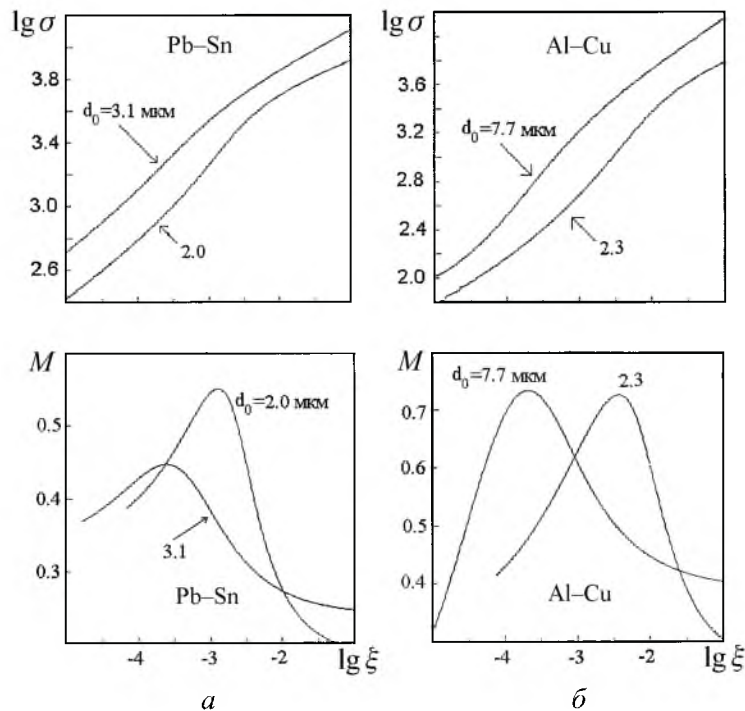 lg σ
Pb–Sn
3.8
3.4
3.0
2.6
d₀=3.1 мкм
2.0
lg σ
Al–Cu
3.6
3.2
2.8
2.4
2.0
d₀=7.7 мкм
2.3
M
0.5
0.4
0.3
d₀=2.0 мкм
3.1
Pb–Sn
-4 -3 -2 lg ξ
а
M
0.7
0.6
0.5
0.4
d₀=7.7 мкм
2.3
Al–Cu
-4 -3 -2 lg ξ
б